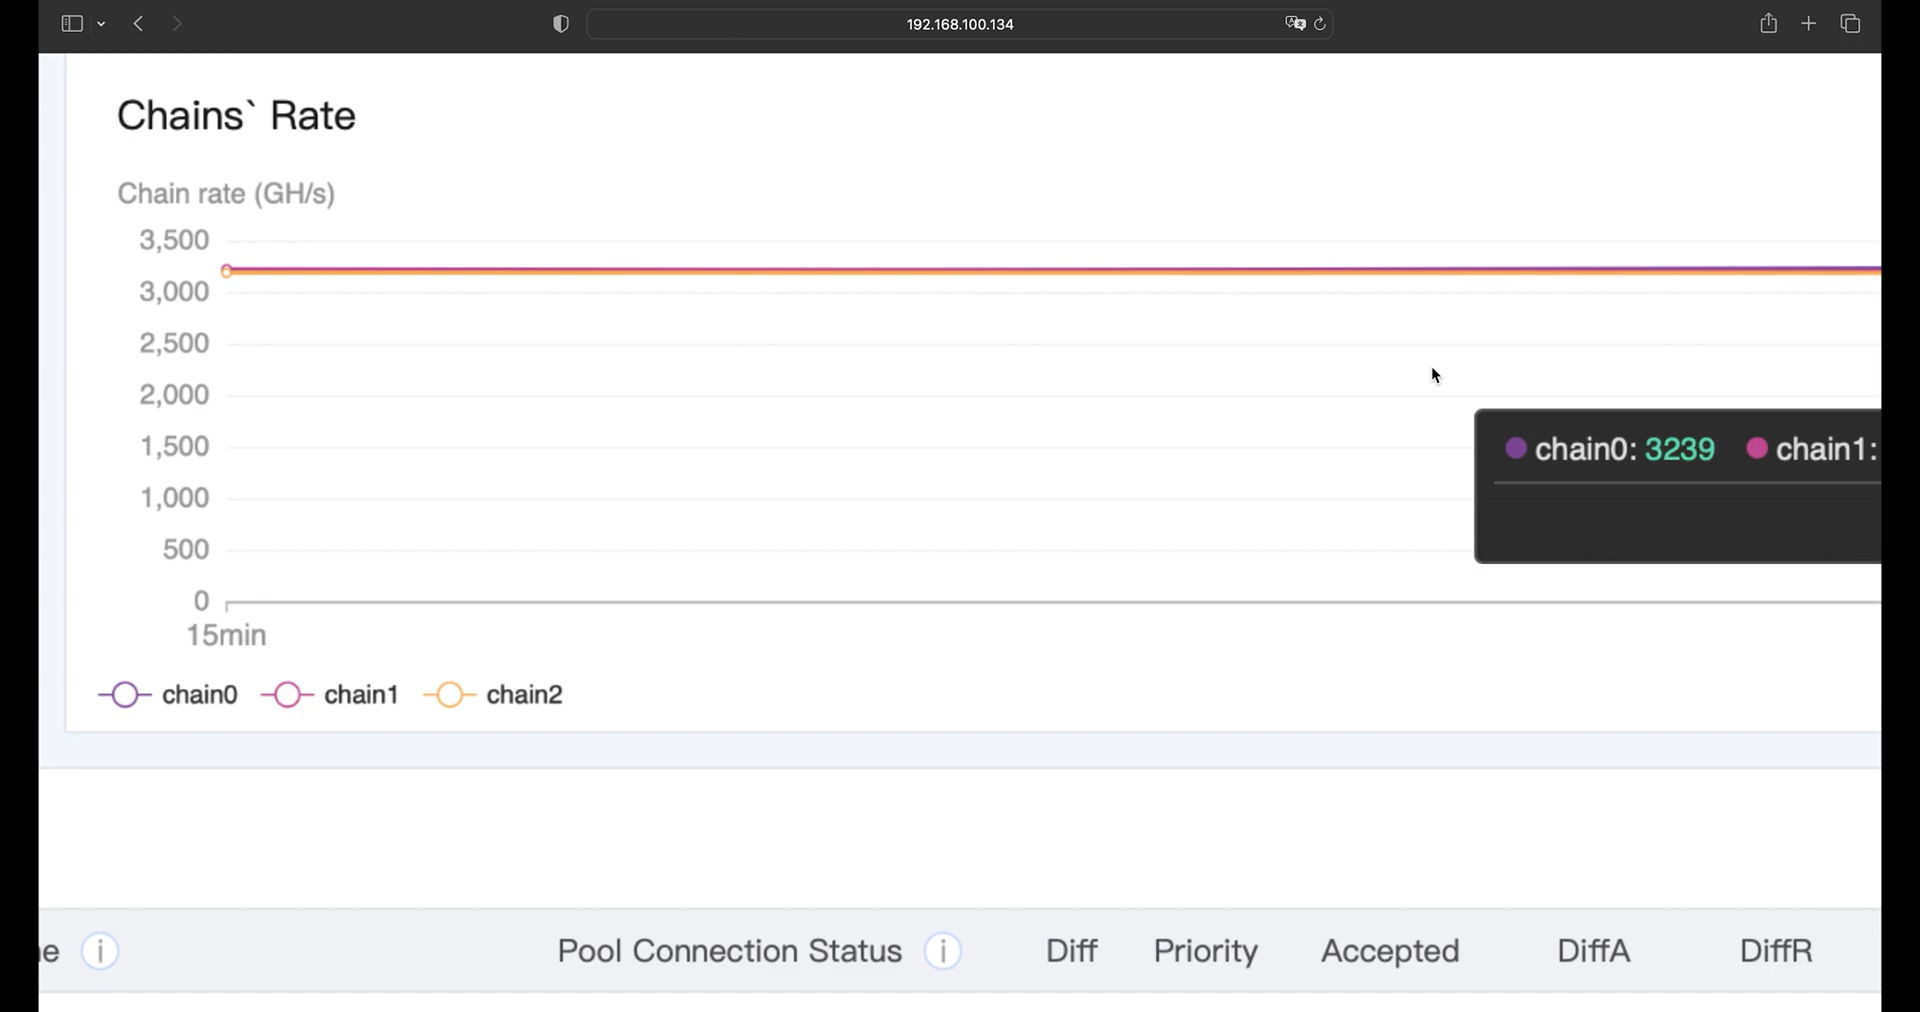 192.168.100.134
Chains` Rate
Chain rate (GH/s)
3,500
3,000
2,500
2,000
1,500
1,000
500
0
15min
chain0: 3239 chain1:
chain0 chain1 chain2
Pool Connection Status Diff Priority Accepted DiffA DiffR